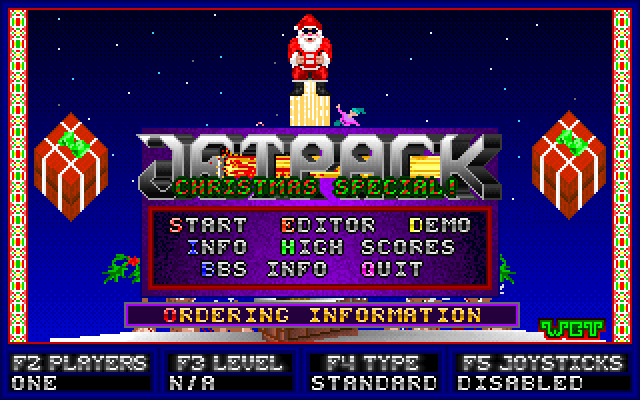 JETPACK
CHRISTMAS SPECIAL!
START EDITOR DEMO
INFO HIGH SCORES
BBS INFO QUIT
ORDERING INFORMATION
WGT
F2 PLAYERS F3 LEVEL F4 TYPE F5 JOYSTICKS
ONE N/A STANDARD DISABLED